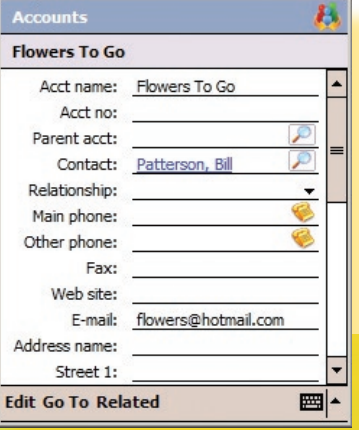 Accounts
Flowers To Go
Acct name: Flowers To Go
Acct no:
Parent acct:
Contact: Patterson, Bill
Relationship:
Main phone:
Other phone:
Fax:
Web site:
E-mail: flowers@hotmail.com
Address name:
Street 1:
Edit Go To Related